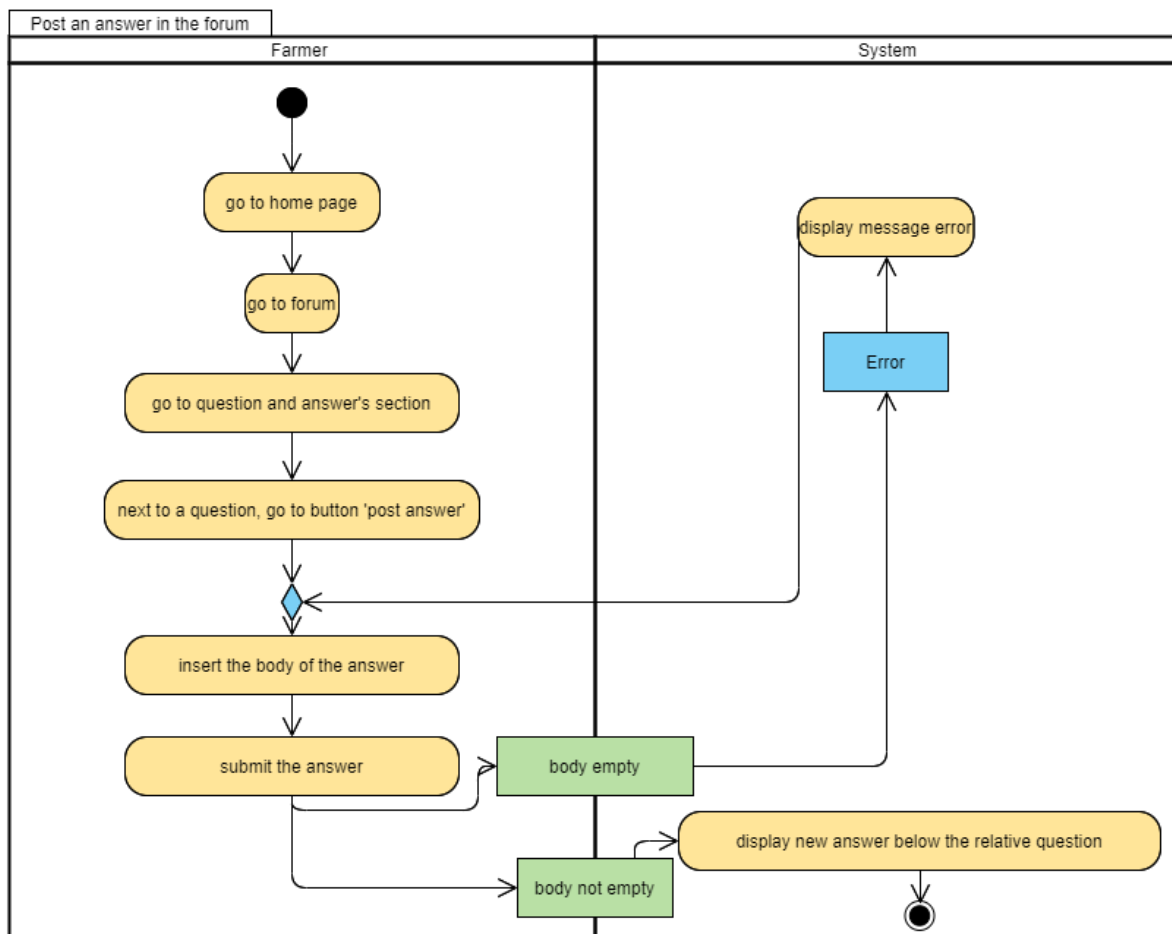 Post an answer in the forum
Farmer
System
go to home page
display message error
go to forum
Error
go to question and answer's section
next to a question, go to button 'post answer'
insert the body of the answer
submit the answer
body empty
display new answer below the relative question
body not empty